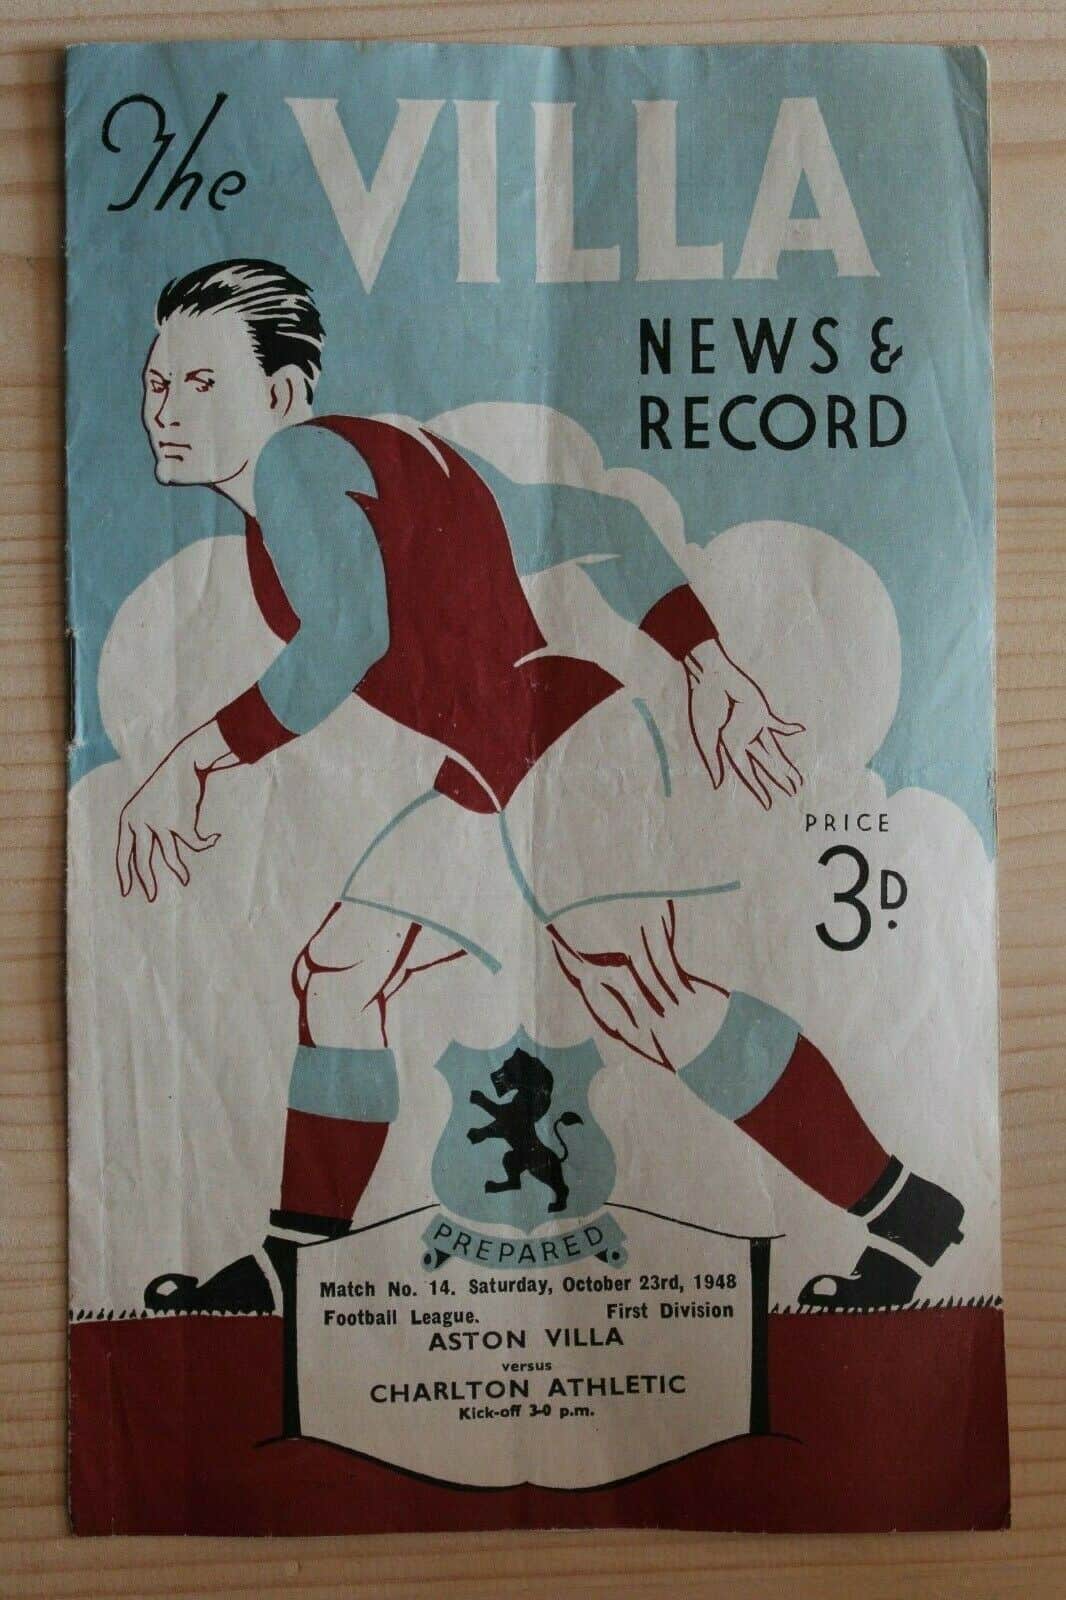 The VILLA
NEWS &
RECORD
PRICE
3D.
PREPARED
Match No. 14. Saturday, October 23rd, 1948
Football League. First Division
ASTON VILLA
versus
CHARLTON ATHLETIC
Kick-off 3-0 p.m.